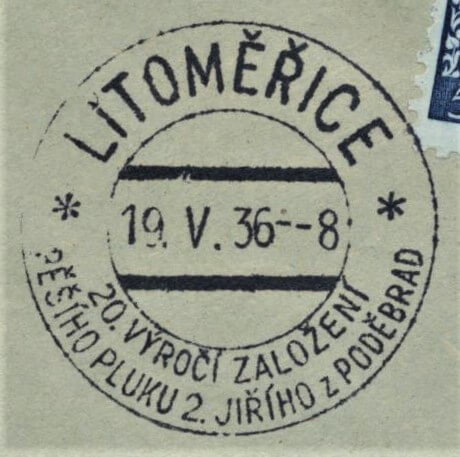 LITOMĚŘICE
* 19. V. 36--8 *
20. VÝROČÍ ZALOŽENÍ
PĚŠÍHO PLUKU 2. JIŘÍHO z PODĚBRAD